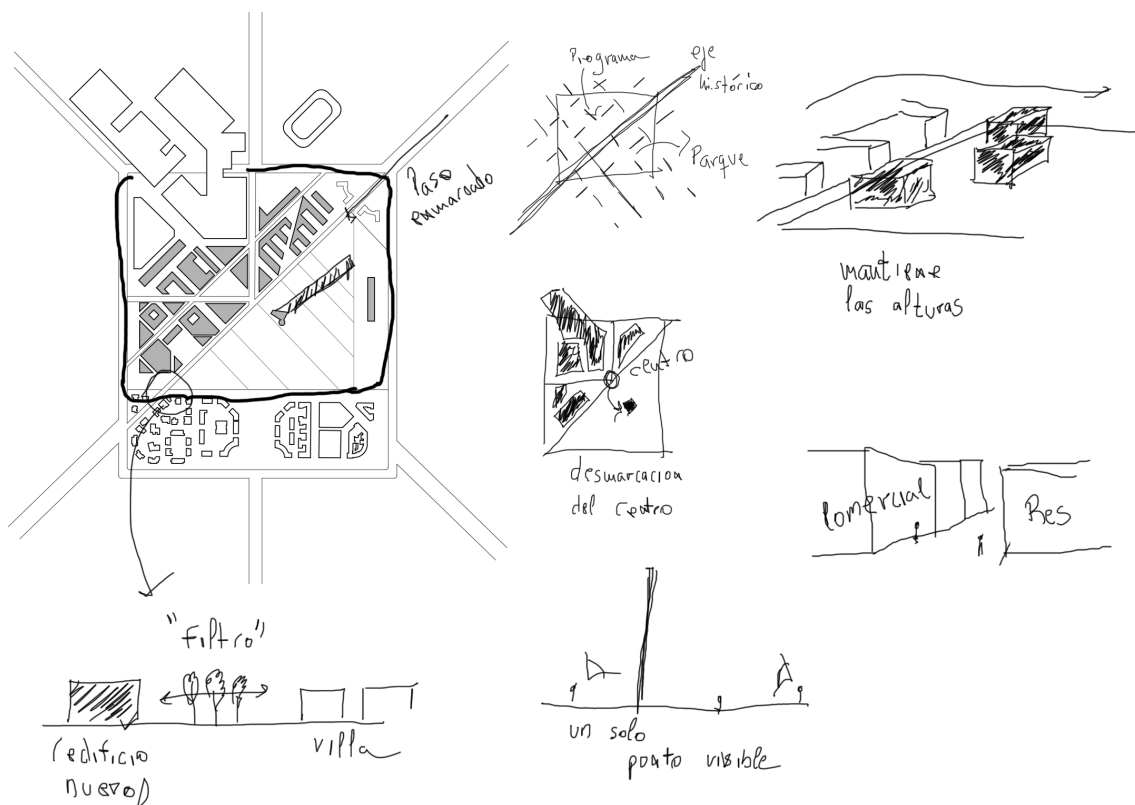 Programa
eje
histórico
Parque
Paso
enmarcado
mantiene
las alturas
centro
desmarcacion
del centro
Comercial
Res
"Filtro"
(edificio
nuevo)
villa
un solo
punto visible